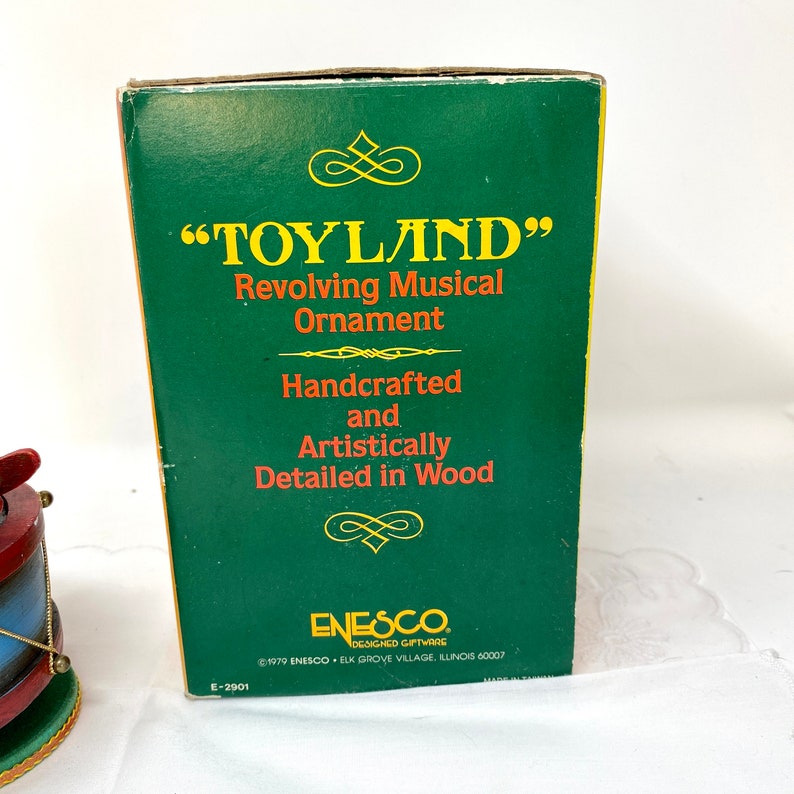 “TOYLAND”
Revolving Musical
Ornament
Handcrafted
and
Artistically
Detailed in Wood
ENESCO®
DESIGNED GIFTWARE
©1979 ENESCO • ELK GROVE VILLAGE, ILLINOIS 60007
E-2901
MADE IN TAIWAN